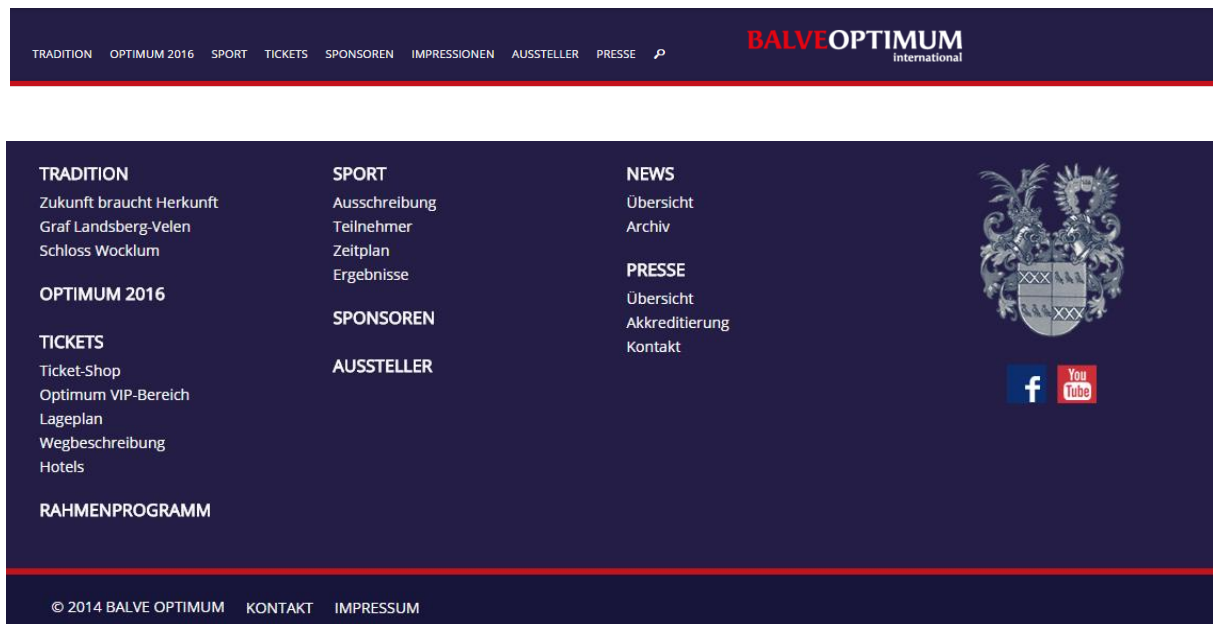 TRADITION OPTIMUM 2016 SPORT TICKETS SPONSOREN IMPRESSIONEN AUSSTELLER PRESSE
BALVEOPTIMUM
international
TRADITION
Zukunft braucht Herkunft
Graf Landsberg-Velen
Schloss Wocklum
OPTIMUM 2016
TICKETS
Ticket-Shop
Optimum VIP-Bereich
Lageplan
Wegbeschreibung
Hotels
RAHMENPROGRAMM
SPORT
Ausschreibung
Teilnehmer
Zeitplan
Ergebnisse
SPONSOREN
AUSSTELLER
NEWS
Übersicht
Archiv
PRESSE
Übersicht
Akkreditierung
Kontakt
XXX
XXX
f
You
Tube
© 2014 BALVE OPTIMUM KONTAKT IMPRESSUM